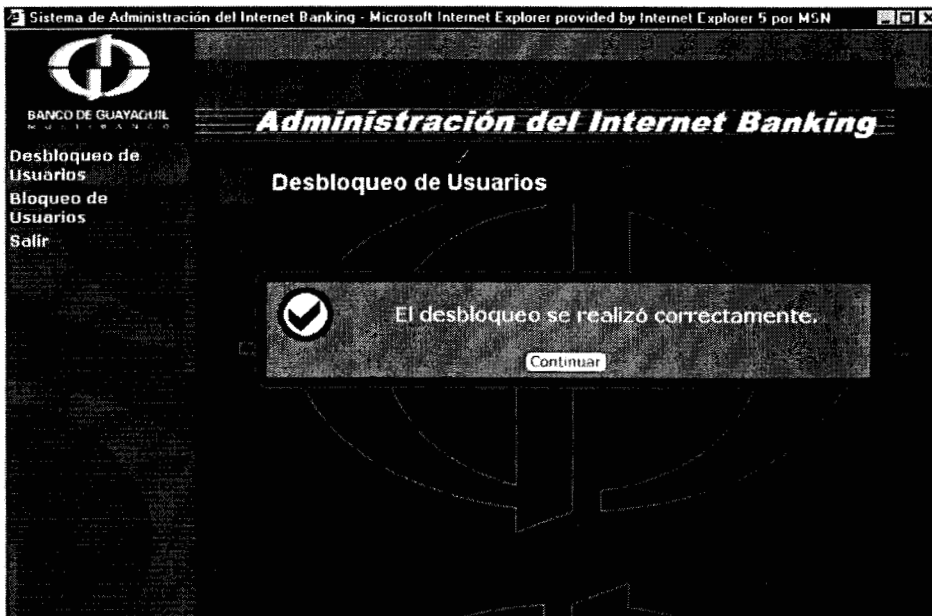 Sistema de Administración del Internet Banking - Microsoft Internet Explorer provided by Internet Explorer 5 por MSN
BANCO DE GUAYAQUIL
MULTIBANCO
Administración del Internet Banking
Desbloqueo de
Usuarios
Bloqueo de
Usuarios
Salir
Desbloqueo de Usuarios
El desbloqueo se realizó correctamente.
Continuar